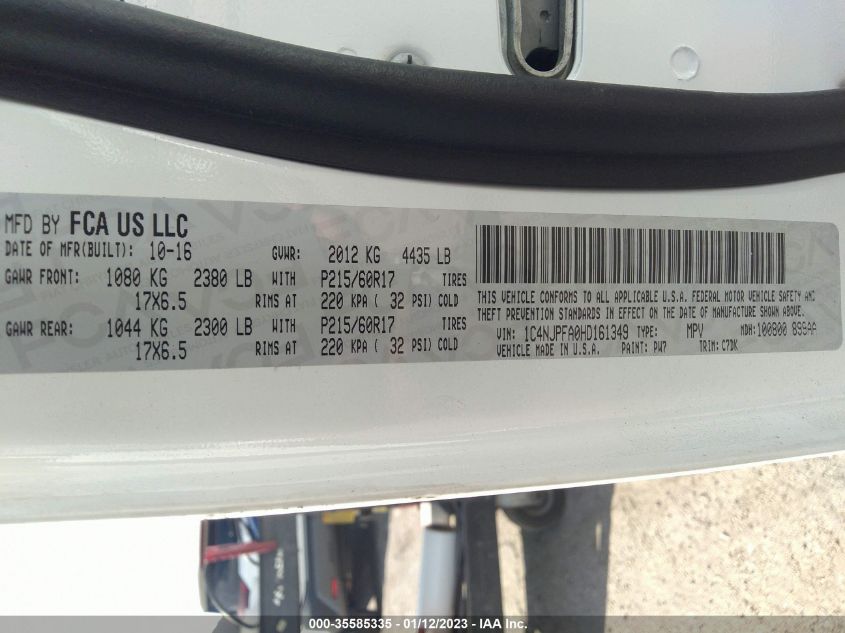 MFD BY FCA US LLC
DATE OF MFR(BUILT): 10-16 GVWR: 2012 KG 4435 LB
GAWR FRONT: 1080 KG 2380 LB WITH P215/60R17 TIRES
17X6.5 RIMS AT 220 KPA ( 32 PSI) COLD
GAWR REAR: 1044 KG 2300 LB WITH P215/60R17 TIRES
17X6.5 RIMS AT 220 KPA ( 32 PSI) COLD
THIS VEHICLE CONFORMS TO ALL APPLICABLE U.S.A. FEDERAL MOTOR VEHICLE SAFETY AND
THEFT PREVENTION STANDARDS IN EFFECT ON THE DATE OF MANUFACTURE SHOWN ABOVE.
VIN: 1C4NJPFA0HD161349 TYPE: MPV MDH: 100800
VEHICLE MADE IN U.S.A. PAINT: PW7 TRIM: C7DK
000-35585335 - 01/12/2023 - IAA Inc.